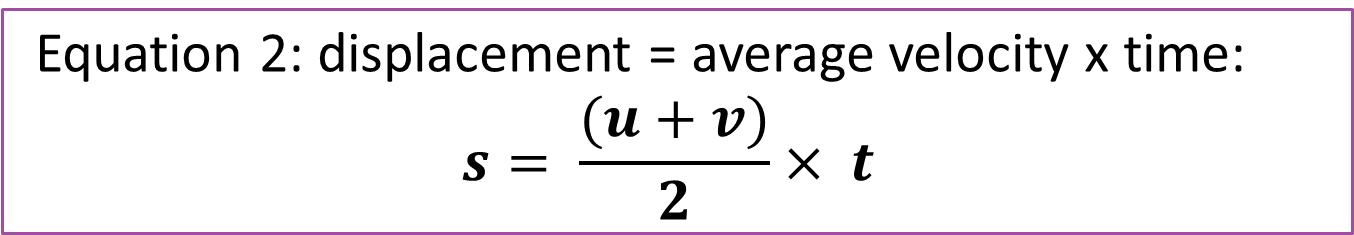 Equation 2: displacement = average velocity x time:
s = (u + v)/2 × t